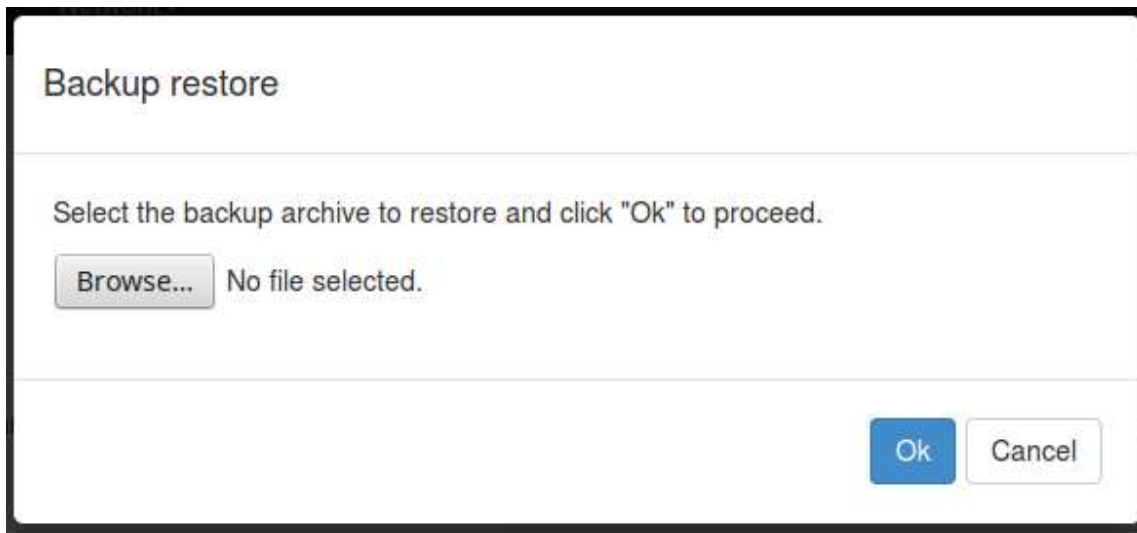 Backup restore
Select the backup archive to restore and click "Ok" to proceed.
Browse... No file selected.
Ok Cancel